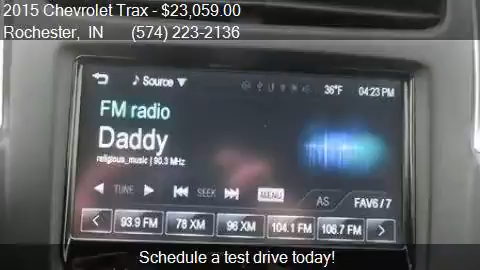 2015 Chevrolet Trax - $23,059.00
Rochester, IN (574) 223-2136
Source 36°F 04:23 PM
FM radio
Daddy
religious_music | 90.3 MHz
TUNE SEEK MENU AS FAV6/7
93.9 FM 78 XM 96 XM 104.1 FM 106.7 FM
Schedule a test drive today!